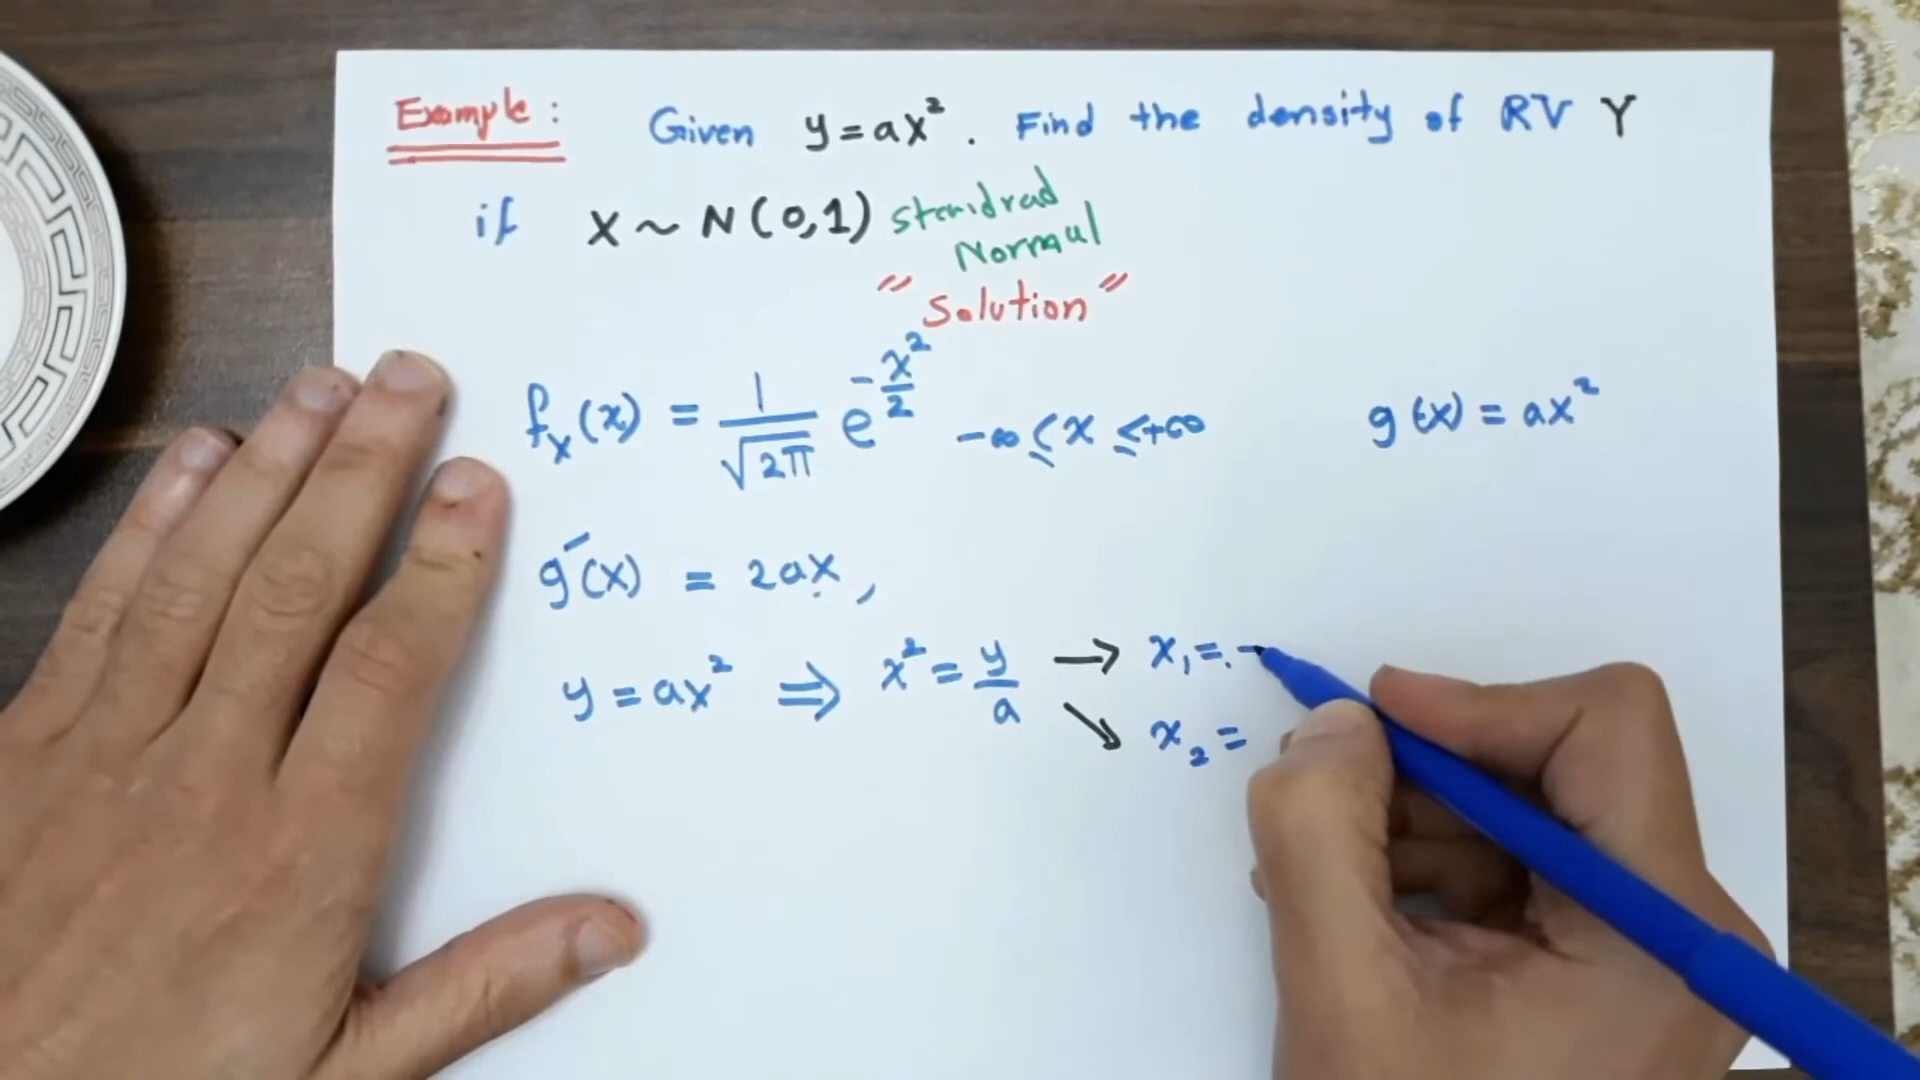 Example: Given y = ax². Find the density of RV Y
if X ~ N(0,1) standrad
Normal
"Solution"
fₓ(x) = 1/√2π e^(-x²/2) -∞ ≤ x ≤ +∞ g(x) = ax²
g'(x) = 2ax,
y = ax² ⇒ x² = y/a → x₁ = -
↘ x₂ =